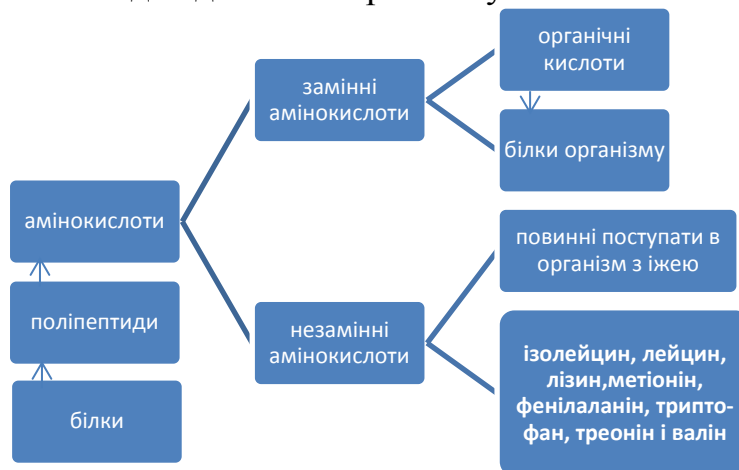 органічні
кислоти
замінні
амінокислоти
білки організму
амінокислоти
повинні поступати в
організм з їжею
поліпептиди
незамінні
амінокислоти
ізолейцин, лейцин,
лізин,метіонін,
фенілаланін, трипто-
фан, треонін і валін
білки